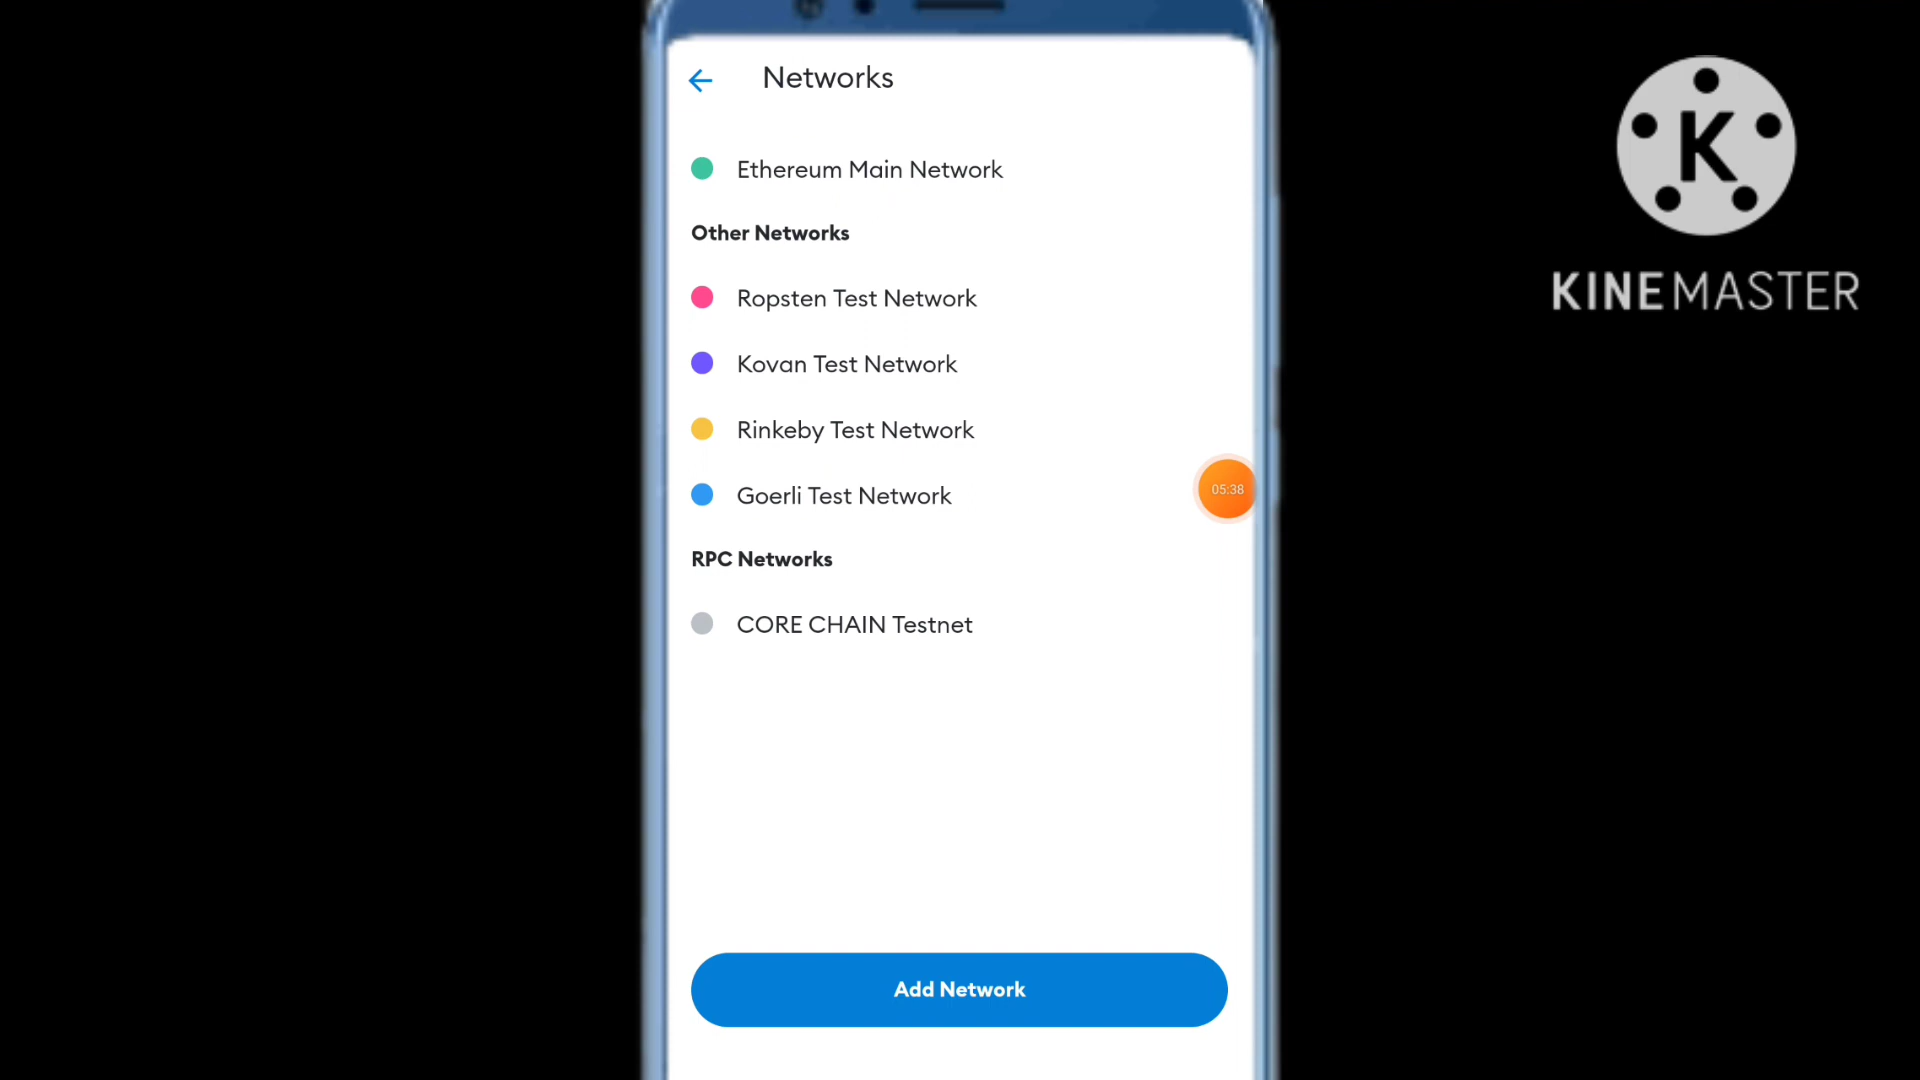 Networks
Ethereum Main Network
Other Networks
Ropsten Test Network
Kovan Test Network
Rinkeby Test Network
Goerli Test Network
05:38
RPC Networks
CORE CHAIN Testnet
Add Network
K
KINEMASTER